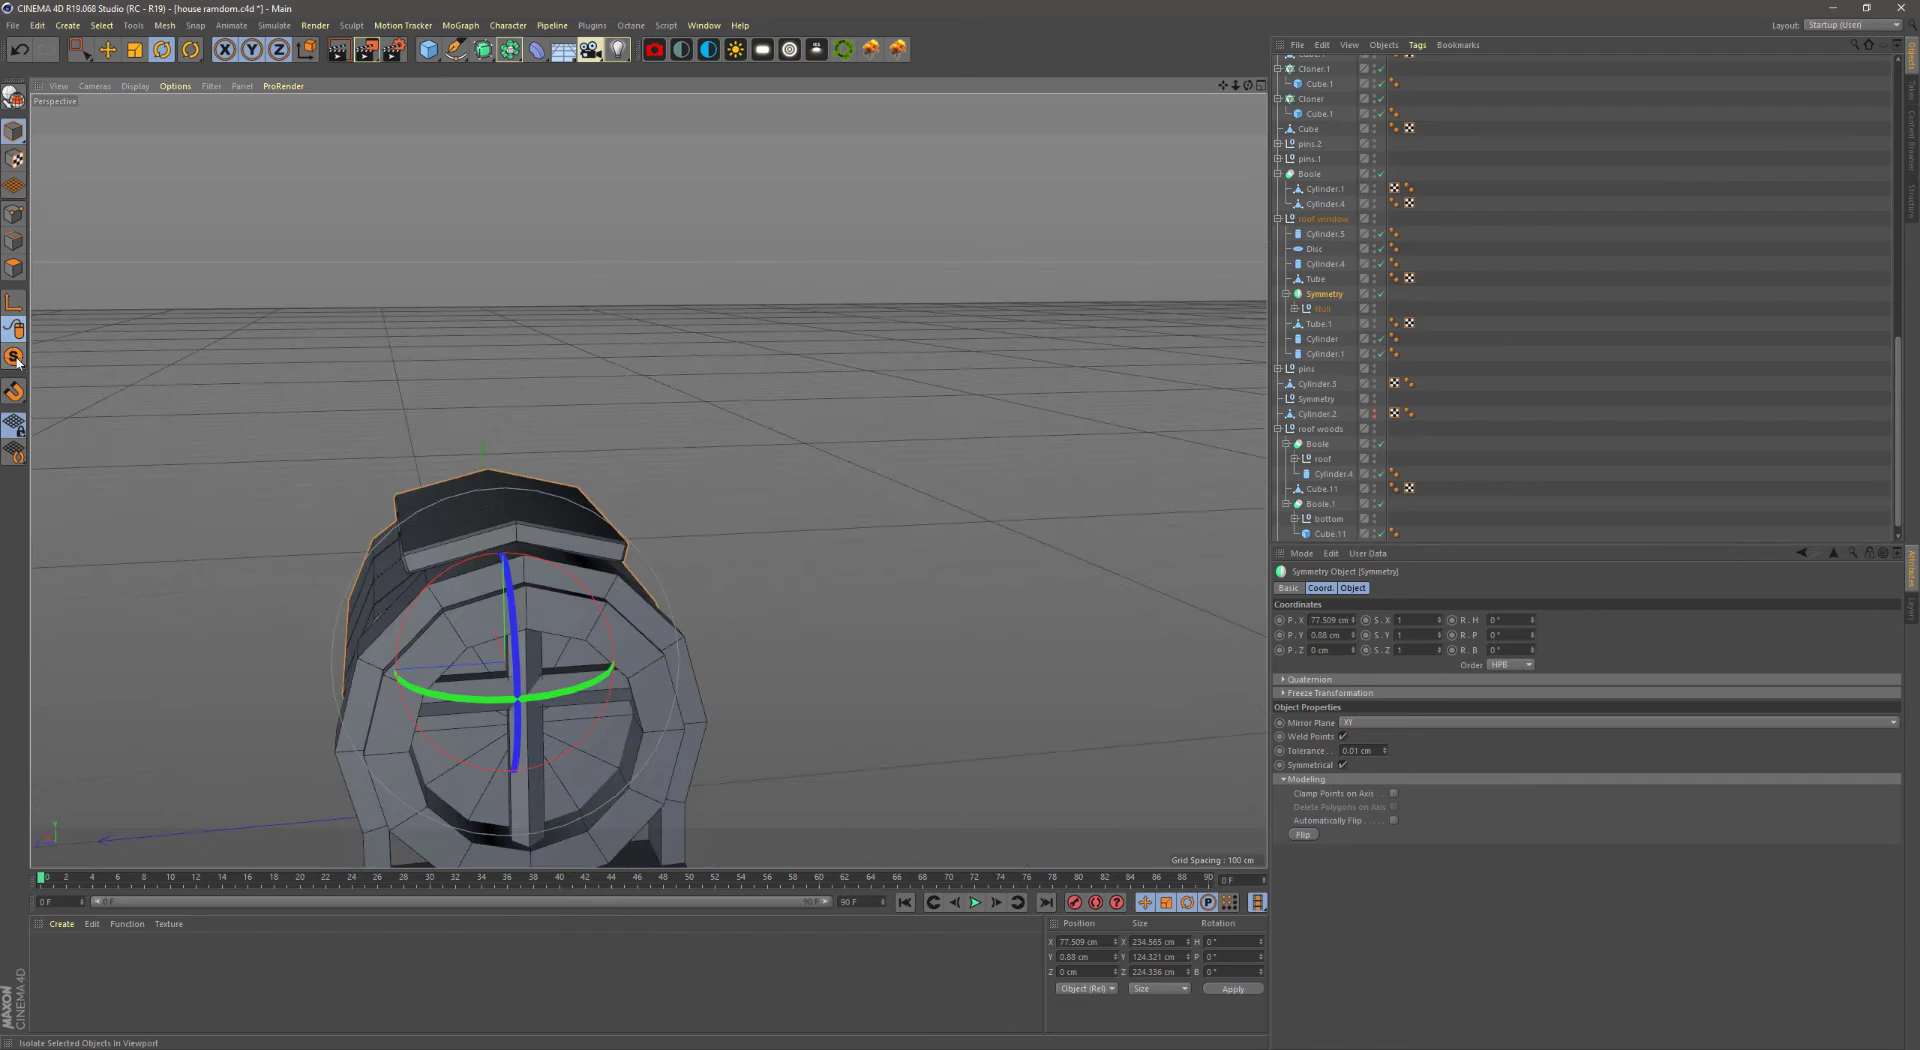 CINEMA 4D R19.068 Studio (RC - R19) - [house ramdom.c4d *] - Main
File Edit Create Select Tools Mesh Snap Animate Simulate Render Sculpt Motion Tracker MoGraph Character Pipeline Plugins Octane Script Window Help
Layout: Startup (User)
File Edit View Objects Tags Bookmarks
View Cameras Display Options Filter Panel ProRender
Perspective
Cloner.1
Cube.1
Cloner
Cube.1
Cube
pins.2
pins.1
Boole
Cylinder.1
Cylinder.4
roof window
Cylinder.5
Disc
Cylinder.4
Tube
Symmetry
Null
Tube.1
Cylinder
Cylinder.1
pins
Cylinder.3
Symmetry
Cylinder.2
roof woods
Boole
roof
Cylinder.4
Cube.11
Boole.1
bottom
Cube.11
Objects
Takes
Content Browser
Structure
Mode Edit User Data
Symmetry Object [Symmetry]
Basic Coord. Object
Coordinates
P . X 77.509 cm S . X 1 R . H 0 °
P . Y 0.88 cm S . Y 1 R . P 0 °
P . Z 0 cm S . Z 1 R . B 0 °
Order HPB
Quaternion
Freeze Transformation
Object Properties
Mirror Plane XY
Weld Points
Tolerance . . 0.01 cm
Symmetrical
Modeling
Clamp Points on Axis . .
Delete Polygons on Axis
Automatically Flip . . . . .
Flip
Attributes
Layers
Grid Spacing : 100 cm
0 2 4 6 8 10 12 14 16 18 20 22 24 26 28 30 32 34 36 38 40 42 44 46 48 50 52 54 56 58 60 62 64 66 68 70 72 74 76 78 80 82 84 86 88 90
0 F
0 F 0 F 90 F 90 F
Create Edit Function Texture
Position Size Rotation
X 77.509 cm X 234.565 cm H 0 °
Y 0.88 cm Y 124.321 cm P 0 °
Z 0 cm Z 224.336 cm B 0 °
Object (Rel) Size Apply
MAXON CINEMA 4D
Isolate Selected Objects In Viewport